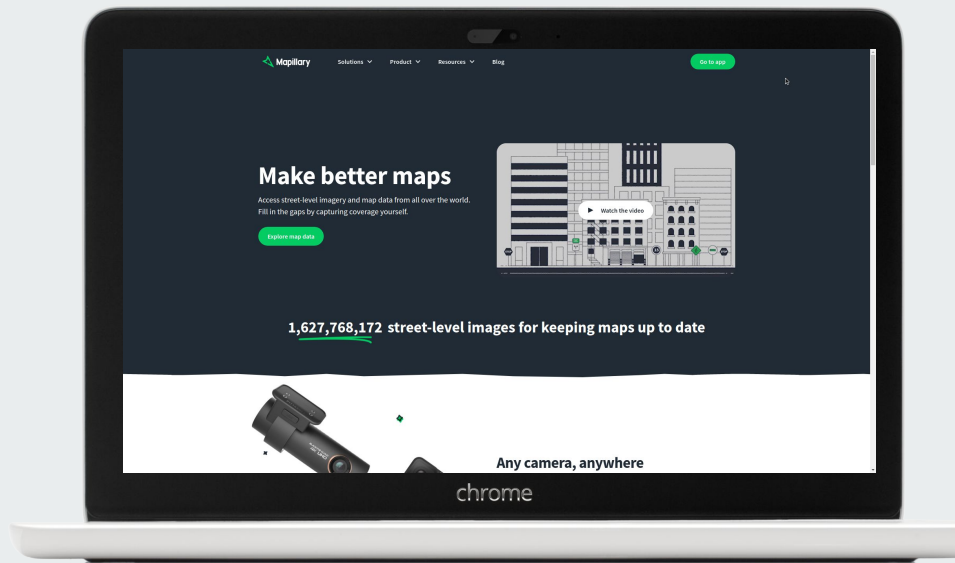 Mapillary
Solutions
Product
Resources
Blog
Go to app
Make better maps
Access street-level imagery and map data from all over the world.
Fill in the gaps by capturing coverage yourself.
Explore map data
Watch the video
1,627,768,172 street-level images for keeping maps up to date
Any camera, anywhere
chrome